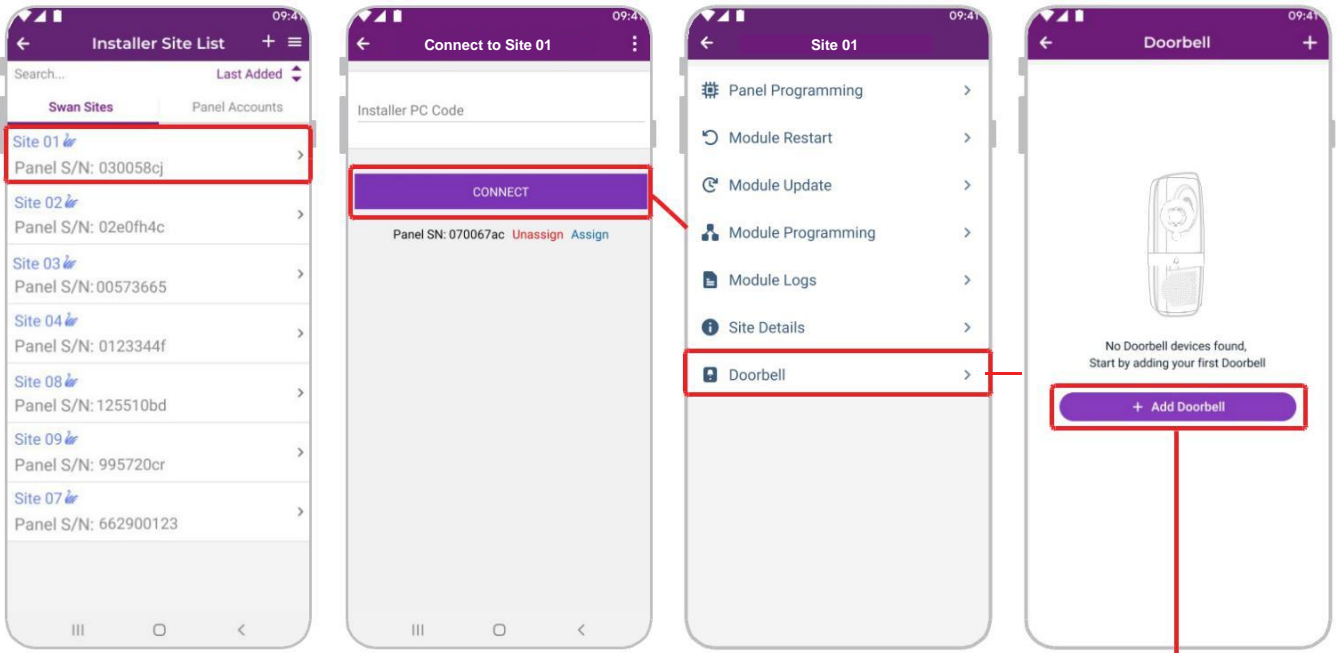 09:41
Installer Site List
Search...
Last Added
Swan Sites
Panel Accounts
Site 01
Panel S/N: 030058cj
Site 02
Panel S/N: 02e0fh4c
Site 03
Panel S/N: 00573665
Site 04
Panel S/N: 0123344f
Site 08
Panel S/N: 125510bd
Site 09
Panel S/N: 995720cr
Site 07
Panel S/N: 662900123
09:41
Connect to Site 01
Installer PC Code
CONNECT
Panel SN: 070067ac Unassign Assign
09:41
Site 01
Panel Programming
Module Restart
Module Update
Module Programming
Module Logs
Site Details
Doorbell
09:41
Doorbell
No Doorbell devices found,
Start by adding your first Doorbell
+ Add Doorbell